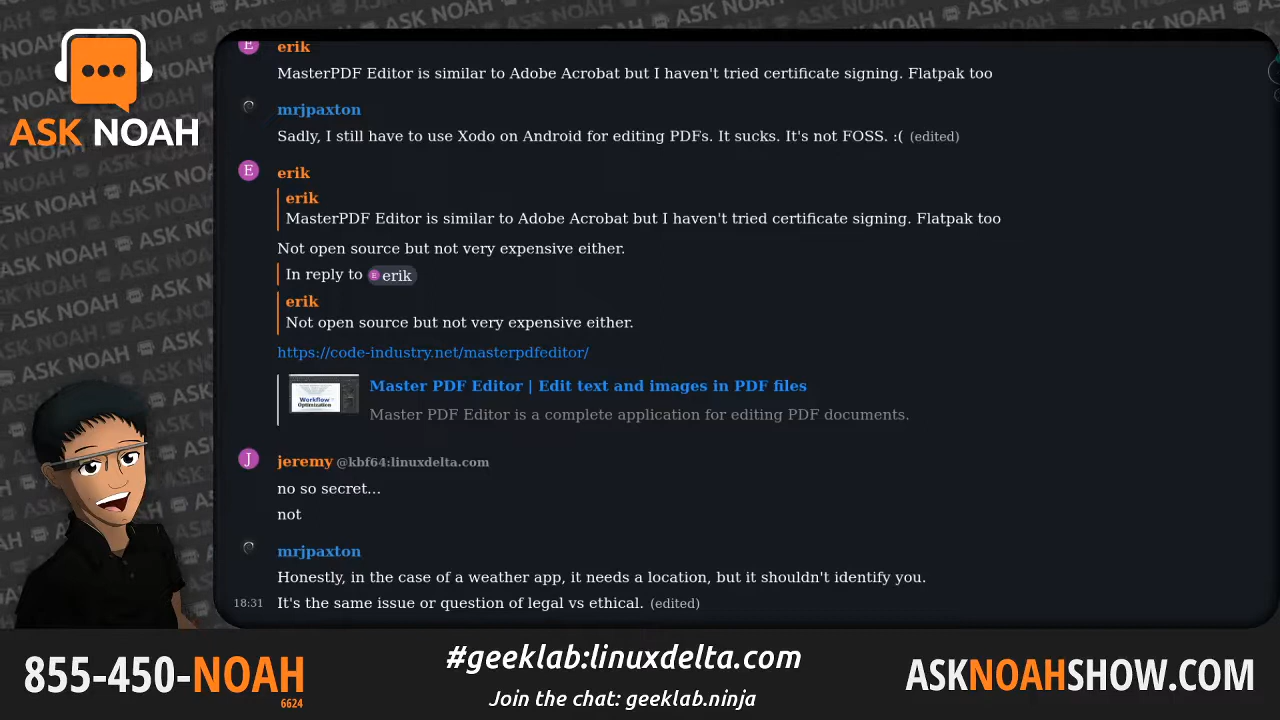 ASK NOAH
E erik
MasterPDF Editor is similar to Adobe Acrobat but I haven't tried certificate signing. Flatpak too
mrjpaxton
Sadly, I still have to use Xodo on Android for editing PDFs. It sucks. It's not FOSS. :( (edited)
E erik
erik
MasterPDF Editor is similar to Adobe Acrobat but I haven't tried certificate signing. Flatpak too
Not open source but not very expensive either.
In reply to E erik
erik
Not open source but not very expensive either.
https://code-industry.net/masterpdfeditor/
Master PDF Editor | Edit text and images in PDF files
Workflow
Optimization
Master PDF Editor is a complete application for editing PDF documents.
J jeremy @kbf64:linuxdelta.com
no so secret...
not
mrjpaxton
Honestly, in the case of a weather app, it needs a location, but it shouldn't identify you.
18:31 It's the same issue or question of legal vs ethical. (edited)
855-450-NOAH
6624
#geeklab:linuxdelta.com
Join the chat: geeklab.ninja
ASKNOAHSHOW.COM